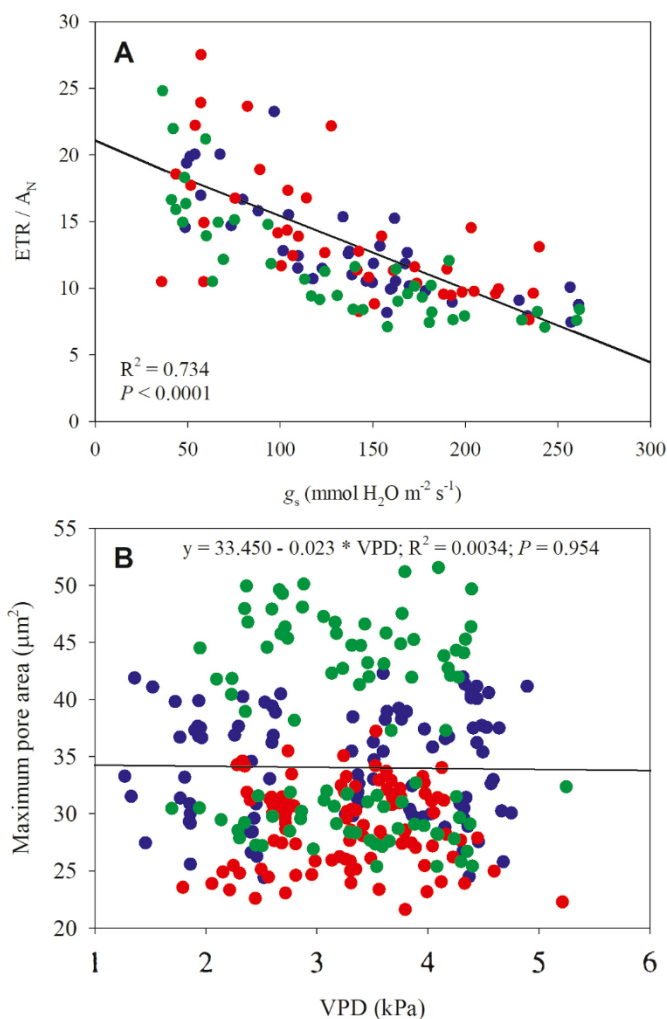 30
25
20
15
10
5
0
ETR / A_N
A
R² = 0.734
P < 0.0001
0 50 100 150 200 250 300
g_s (mmol H₂O m⁻² s⁻¹)
55
50
45
40
35
30
25
20
Maximum pore area (µm²)
B
y = 33.450 - 0.023 * VPD; R² = 0.0034; P = 0.954
1 2 3 4 5 6
VPD (kPa)